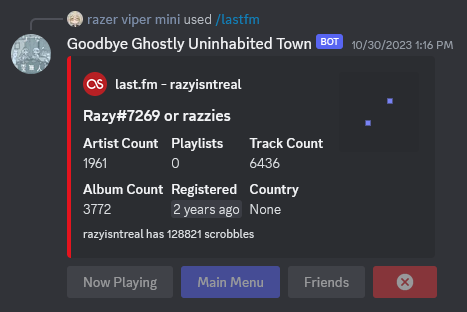 razer viper mini used /lastfm
Goodbye Ghostly Uninhabited Town BOT 10/30/2023 1:16 PM
last.fm - razyisntreal
Razy#7269 or razzies
Artist Count Playlists Track Count
1961 0 6436
Album Count Registered Country
3772 2 years ago None
razyisntreal has 128821 scrobbles
Now Playing Main Menu Friends